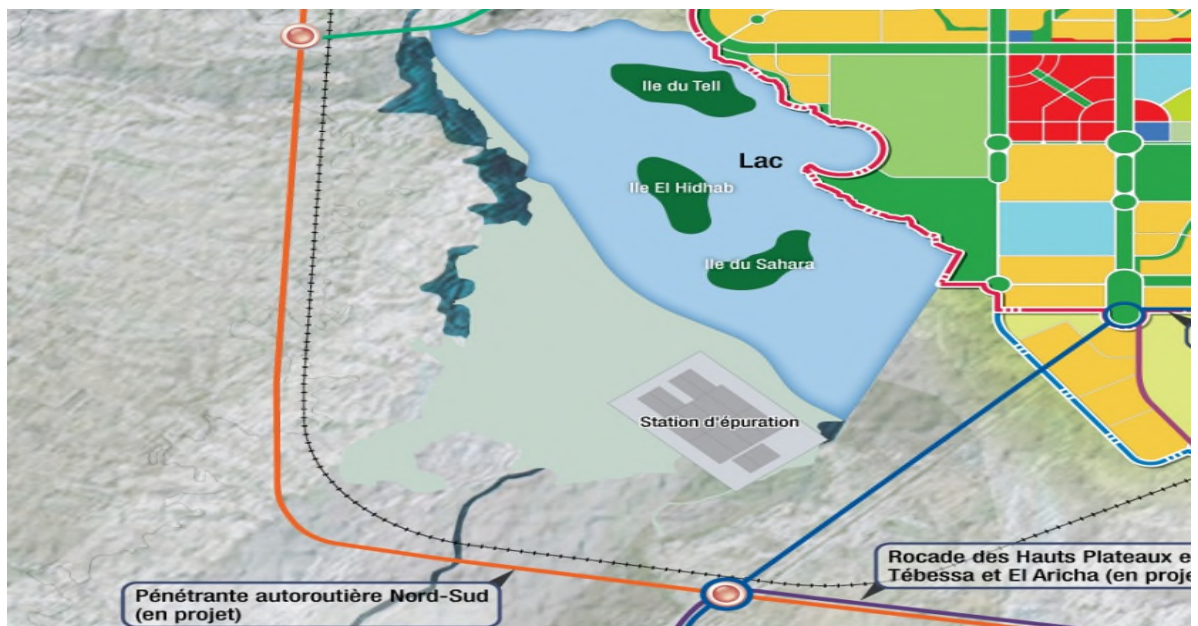 Ile du Tell
Lac
Ile El Hidhab
Ile du Sahara
Station d'épuration
Rocade des Hauts Plateaux
Tébessa et El Aricha (en
Pénétrante autoroutière Nord-Sud
(en projet)